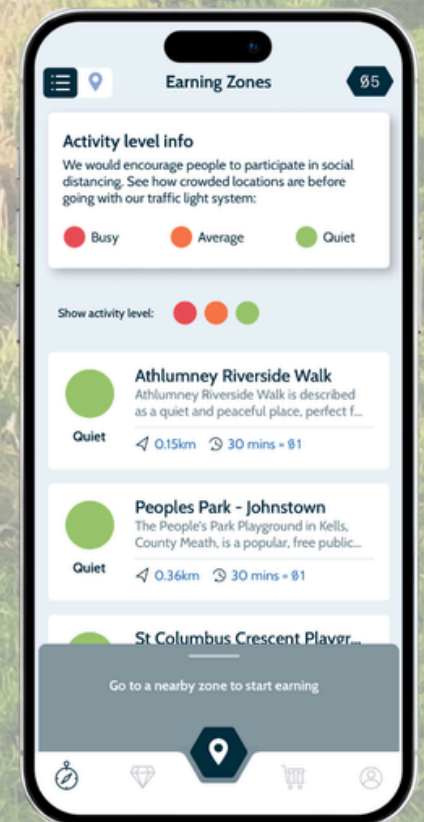 Earning Zones
$5
Activity level info
We would encourage people to participate in social
distancing. See how crowded locations are before
going with our traffic light system:
Busy
Average
Quiet
Show activity level:
Athlumney Riverside Walk
Athlumney Riverside Walk is described
as a quiet and peaceful place, perfect f...
Quiet
0.15km 30 mins = $1
Peoples Park - Johnstown
The People's Park Playground in Kells,
County Meath, is a popular, free public...
Quiet
0.36km 30 mins = $1
St Columbus Crescent Playgr...
Go to a nearby zone to start earning